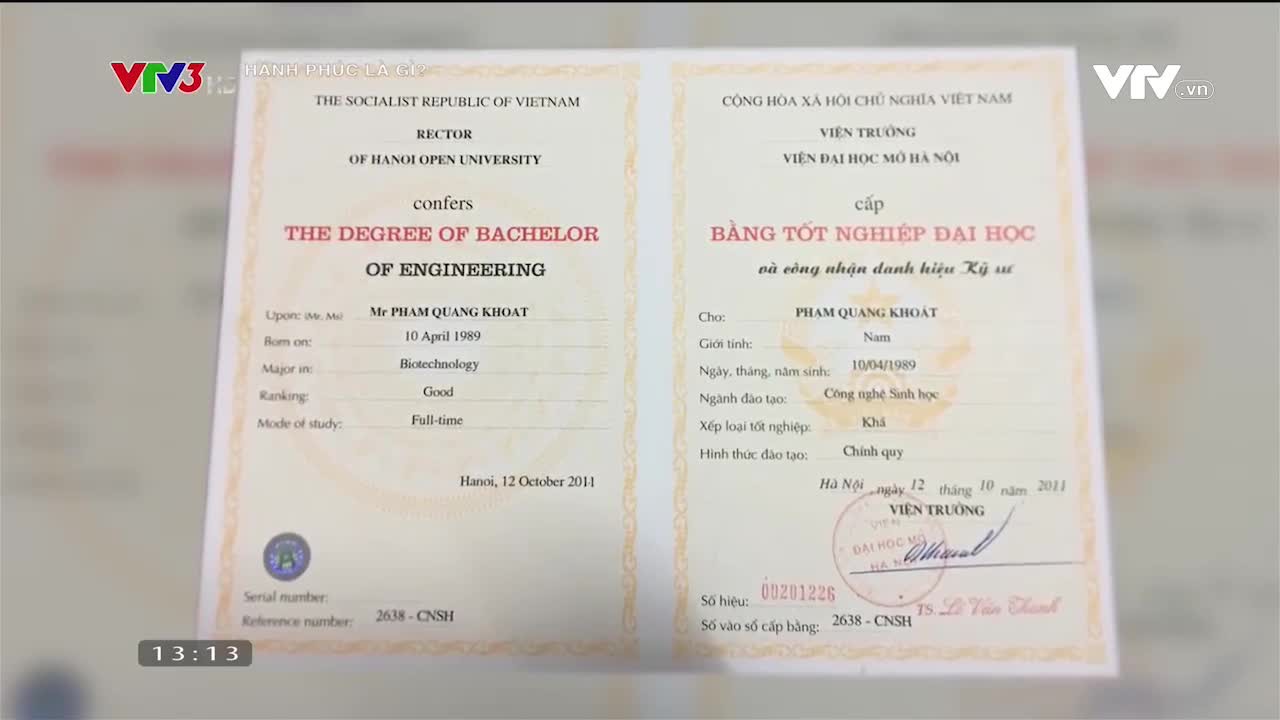 VTV3
HD
HẠNH PHÚC LÀ GÌ?
VTV.vn
THE SOCIALIST REPUBLIC OF VIETNAM
RECTOR
OF HANOI OPEN UNIVERSITY
confers
THE DEGREE OF BACHELOR
OF ENGINEERING
Upon: (Mr, Ms) Mr PHAM QUANG KHOAT
Born on: 10 April 1989
Major in: Biotechnology
Ranking: Good
Mode of study: Full-time
Hanoi, 12 October 2011
Serial number:
Reference number: 2638 - CNSH
CỘNG HÒA XÃ HỘI CHỦ NGHĨA VIỆT NAM
VIỆN TRƯỞNG
VIỆN ĐẠI HỌC MỞ HÀ NỘI
cấp
BẰNG TỐT NGHIỆP ĐẠI HỌC
và công nhận danh hiệu Kỹ sư
Cho: PHẠM QUANG KHOÁT
Giới tính: Nam
Ngày, tháng, năm sinh: 10/04/1989
Ngành đào tạo: Công nghệ Sinh học
Xếp loại tốt nghiệp: Khá
Hình thức đào tạo: Chính quy
Hà Nội , ngày 12 tháng 10 năm 2011
VIỆN TRƯỞNG
VIỆN
ĐẠI HỌC MỞ
HÀ NỘI
Số hiệu: 00201226
TS. Lê Văn Thanh
Số vào sổ cấp bằng: 2638 - CNSH
13:13